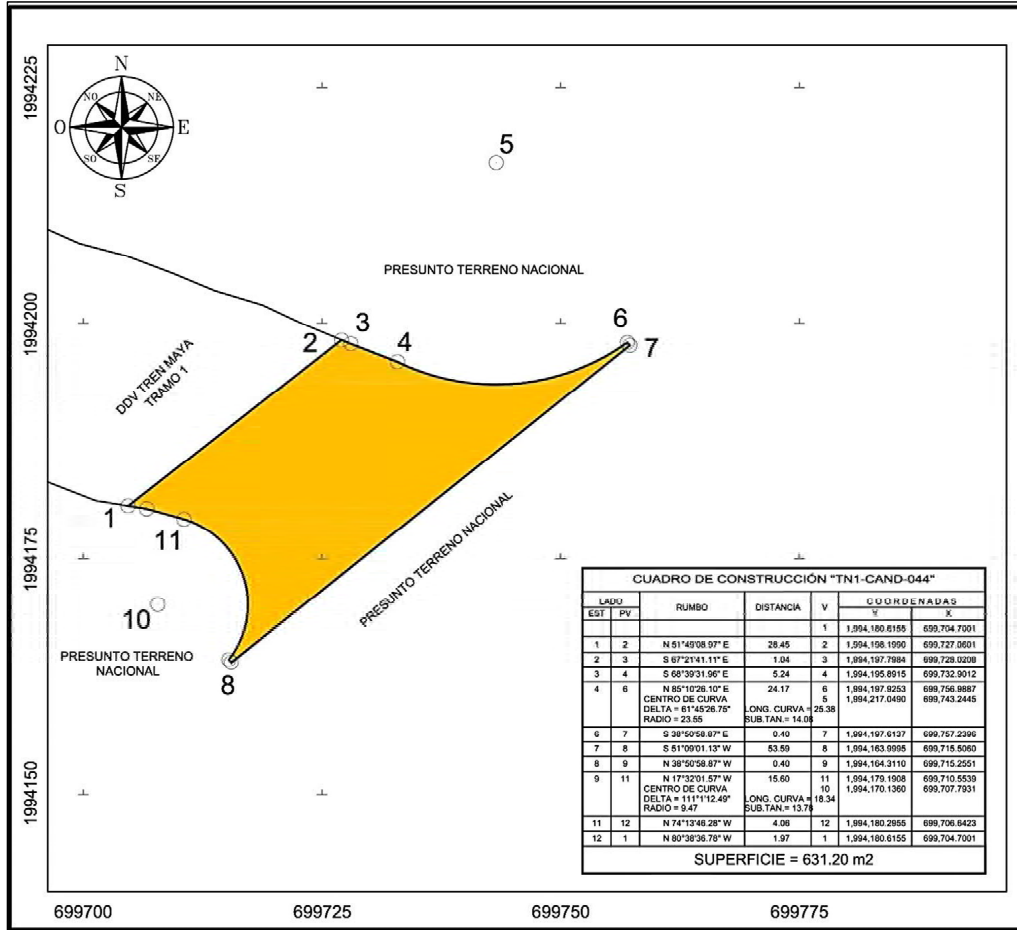 1994225
1994200
1994175
1994150
N
NO
NE
O
E
SO
SE
S
5
PRESUNTO TERRENO NACIONAL
2
3
4
6
7
DDV TREN MAYA
TRAMO 1
1
11
10
PRESUNTO TERRENO
NACIONAL
8
PRESUNTO TERRENO NACIONAL
CUADRO DE CONSTRUCCIÓN "TN1-CAND-044"
LADO RUMBO DISTANCIA V COORDENADAS
EST PV Y X
1 1,994,180.6155 699,704.7001
1 2 N 51°49'08.97" E 28.45 2 1,994,198.1990 699,727.0601
2 3 S 67°21'41.11" E 1.04 3 1,994,197.7984 699,728.0208
3 4 S 68°39'31.96" E 5.24 4 1,994,195.8915 699,732.9012
4 6 N 85°10'26.10" E 24.17 6 1,994,197.9253 699,756.9887
CENTRO DE CURVA 5 1,994,217.0490 699,743.2445
DELTA = 61°45'26.75" LONG. CURVA = 25.38
RADIO = 23.55 SUB.TAN.= 14.08
6 7 S 38°50'58.87" E 0.40 7 1,994,197.6137 699,757.2396
7 8 S 51°09'01.13" W 53.59 8 1,994,163.9995 699,715.5060
8 9 N 38°50'58.87" W 0.40 9 1,994,164.3110 699,715.2551
9 11 N 17°32'01.57" W 15.60 11 1,994,179.1908 699,710.5539
CENTRO DE CURVA 10 1,994,170.1360 699,707.7931
DELTA = 111°1'12.49" LONG. CURVA = 18.34
RADIO = 9.47 SUB.TAN.= 13.78
11 12 N 74°13'46.28" W 4.06 12 1,994,180.2955 699,706.6423
12 1 N 80°38'36.78" W 1.97 1 1,994,180.6155 699,704.7001
SUPERFICIE = 631.20 m2
699700
699725
699750
699775